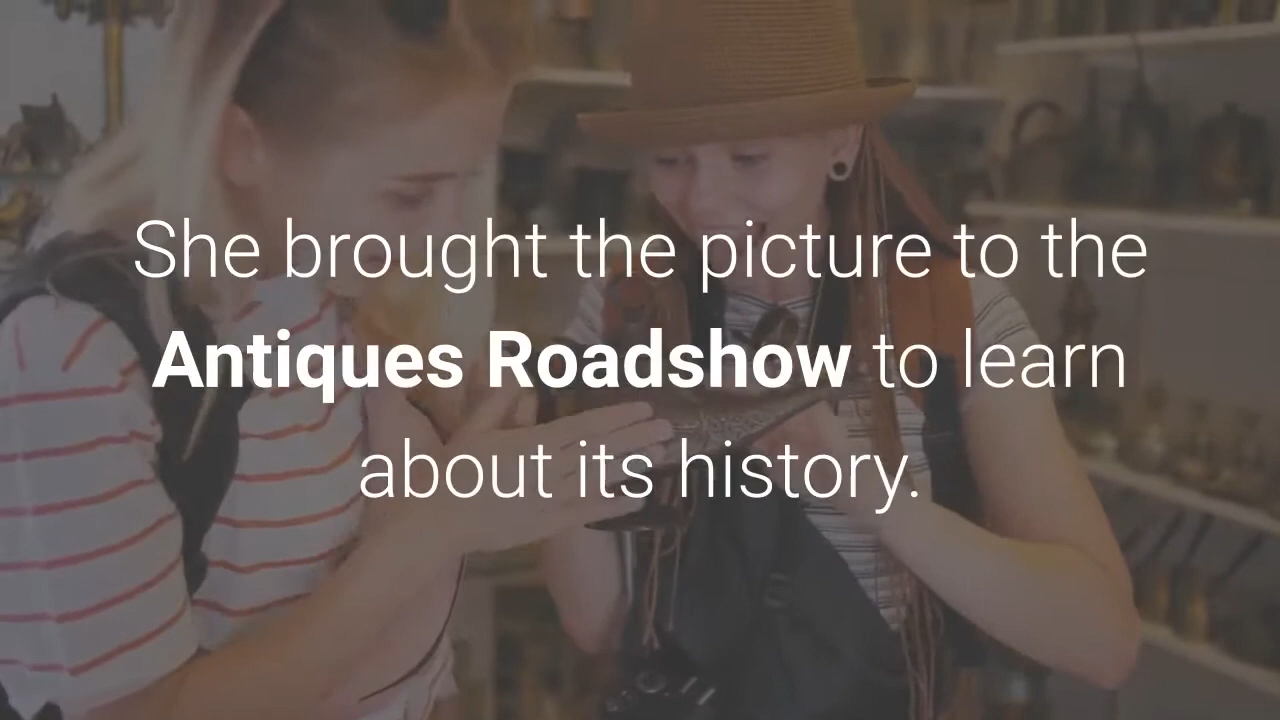 She brought the picture to the
Antiques Roadshow to learn
about its history.